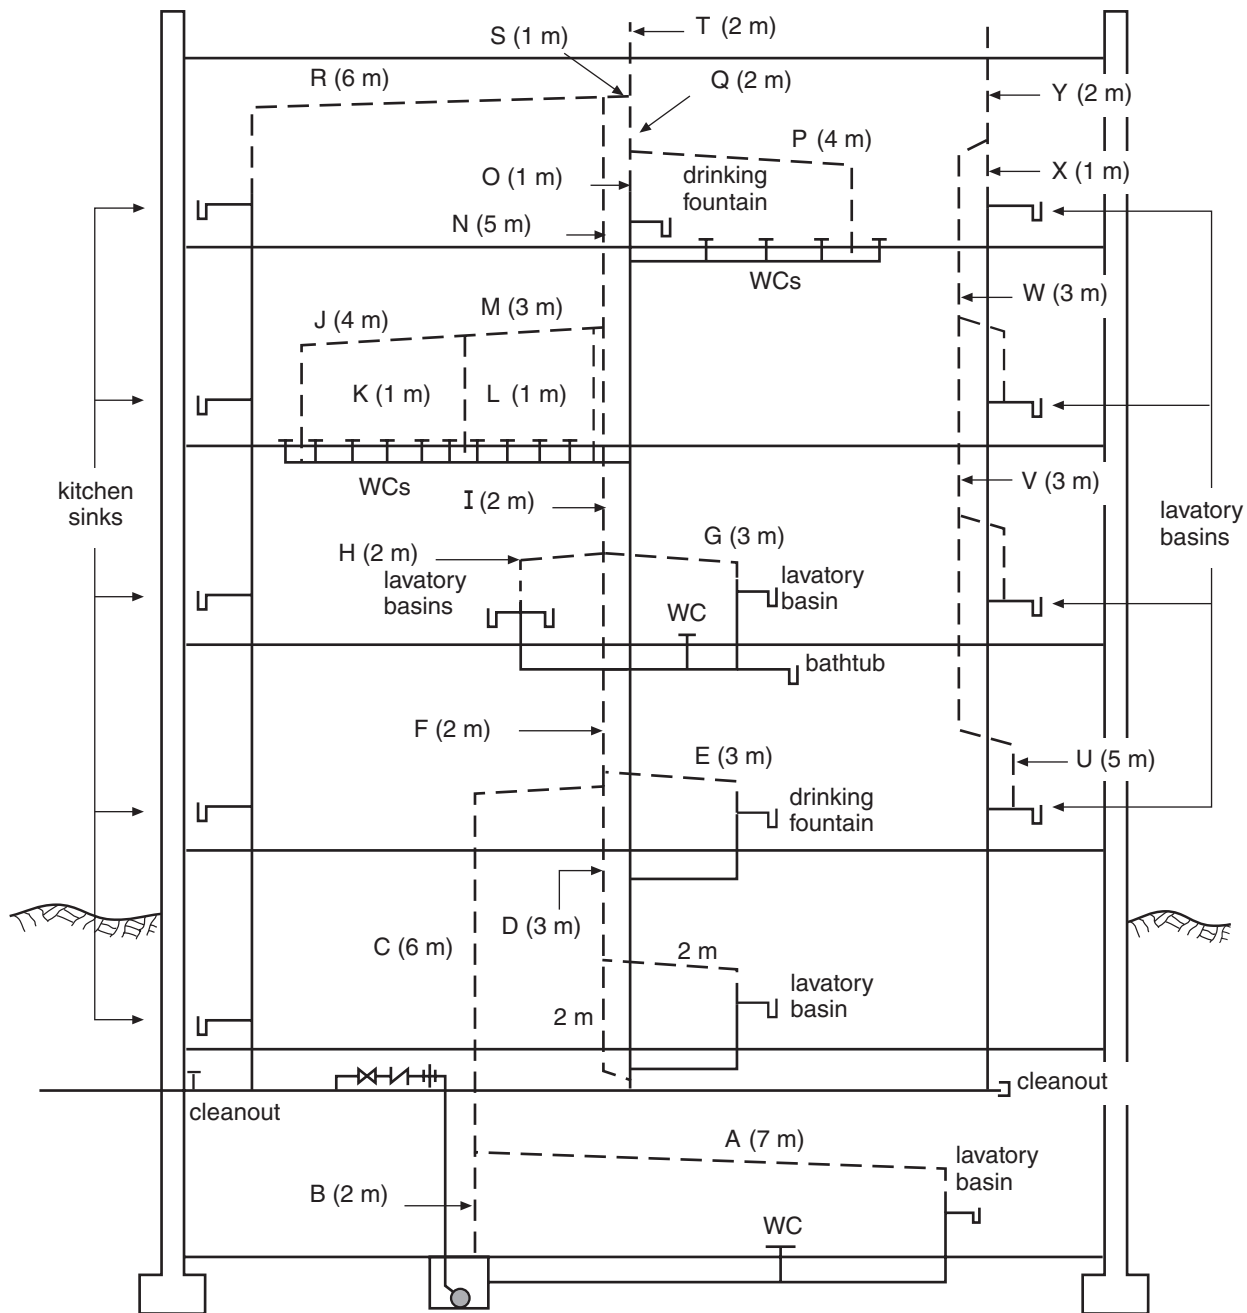 T (2 m)
S (1 m)
R (6 m)
Q (2 m)
Y (2 m)
P (4 m)
O (1 m)
drinking
fountain
X (1 m)
N (5 m)
WCs
W (3 m)
M (3 m)
J (4 m)
K (1 m)
L (1 m)
WCs
kitchen
sinks
V (3 m)
I (2 m)
lavatory
basins
G (3 m)
H (2 m)
lavatory
basins
lavatory
basin
WC
bathtub
F (2 m)
E (3 m)
U (5 m)
drinking
fountain
D (3 m)
C (6 m)
2 m
lavatory
basin
2 m
cleanout
cleanout
A (7 m)
lavatory
basin
B (2 m)
WC